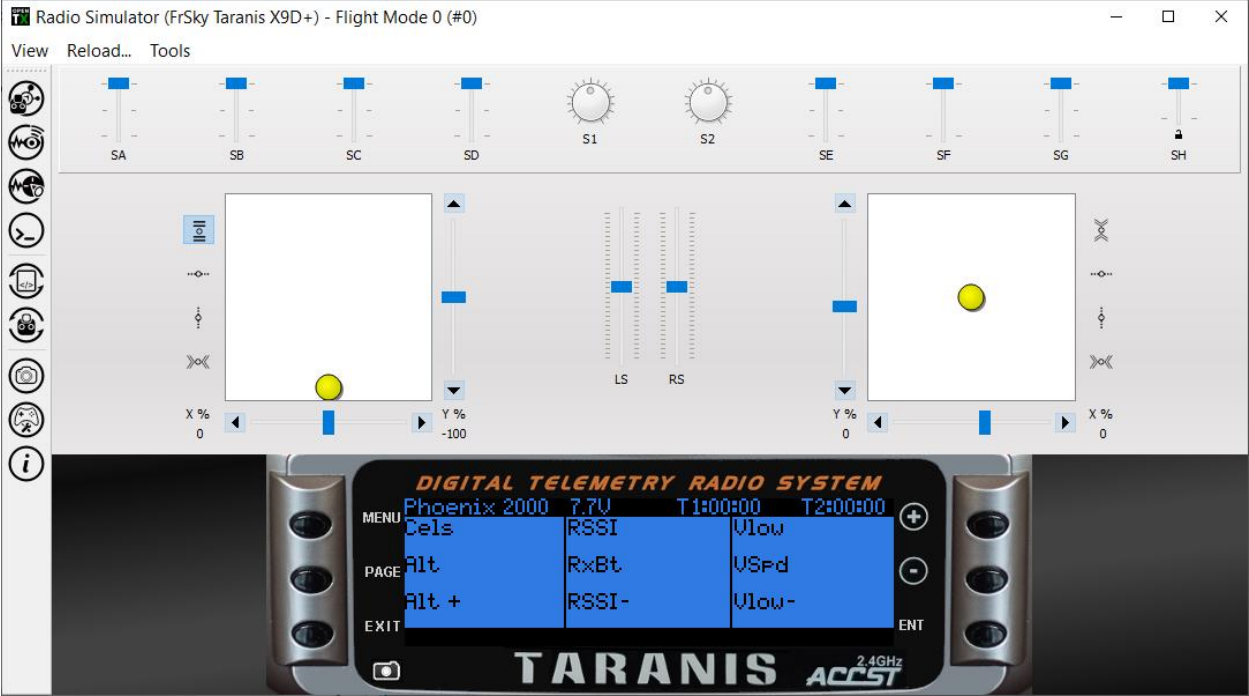 Radio Simulator (FrSky Taranis X9D+) - Flight Mode 0 (#0)
View Reload... Tools
SA SB SC SD S1 S2 SE SF SG SH
LS RS
X % Y % Y % X %
0 -100 0 0
DIGITAL TELEMETRY RADIO SYSTEM
MENU Phoenix 2000 7.7V T1:00:00 T2:00:00 +
Cels RSSI Vlow
PAGE Alt RxBt VSpd -
Alt + RSSI- Vlow-
EXIT ENT
TARANIS 2.4GHz
ACCST